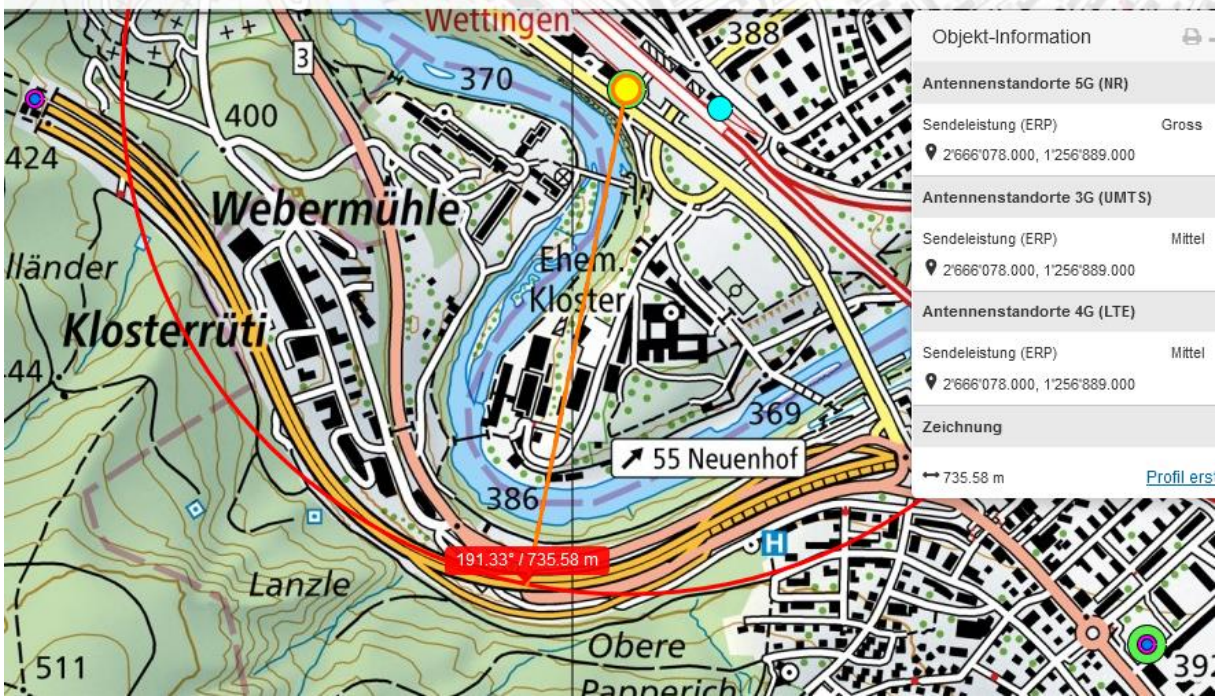 Wettingen
388
3
370
400
424
Webermühle
lländer
Ehem.
Kloster
Klosterrüti
44
369
55 Neuenhof
386
191.33° / 735.58 m
H
Lanzle
Obere
Papperich
511
392
Objekt-Information
Antennenstandorte 5G (NR)
Sendeleistung (ERP) Gross
2'666'078.000, 1'256'889.000
Antennenstandorte 3G (UMTS)
Sendeleistung (ERP) Mittel
2'666'078.000, 1'256'889.000
Antennenstandorte 4G (LTE)
Sendeleistung (ERP) Mittel
2'666'078.000, 1'256'889.000
Zeichnung
735.58 m Profil erst